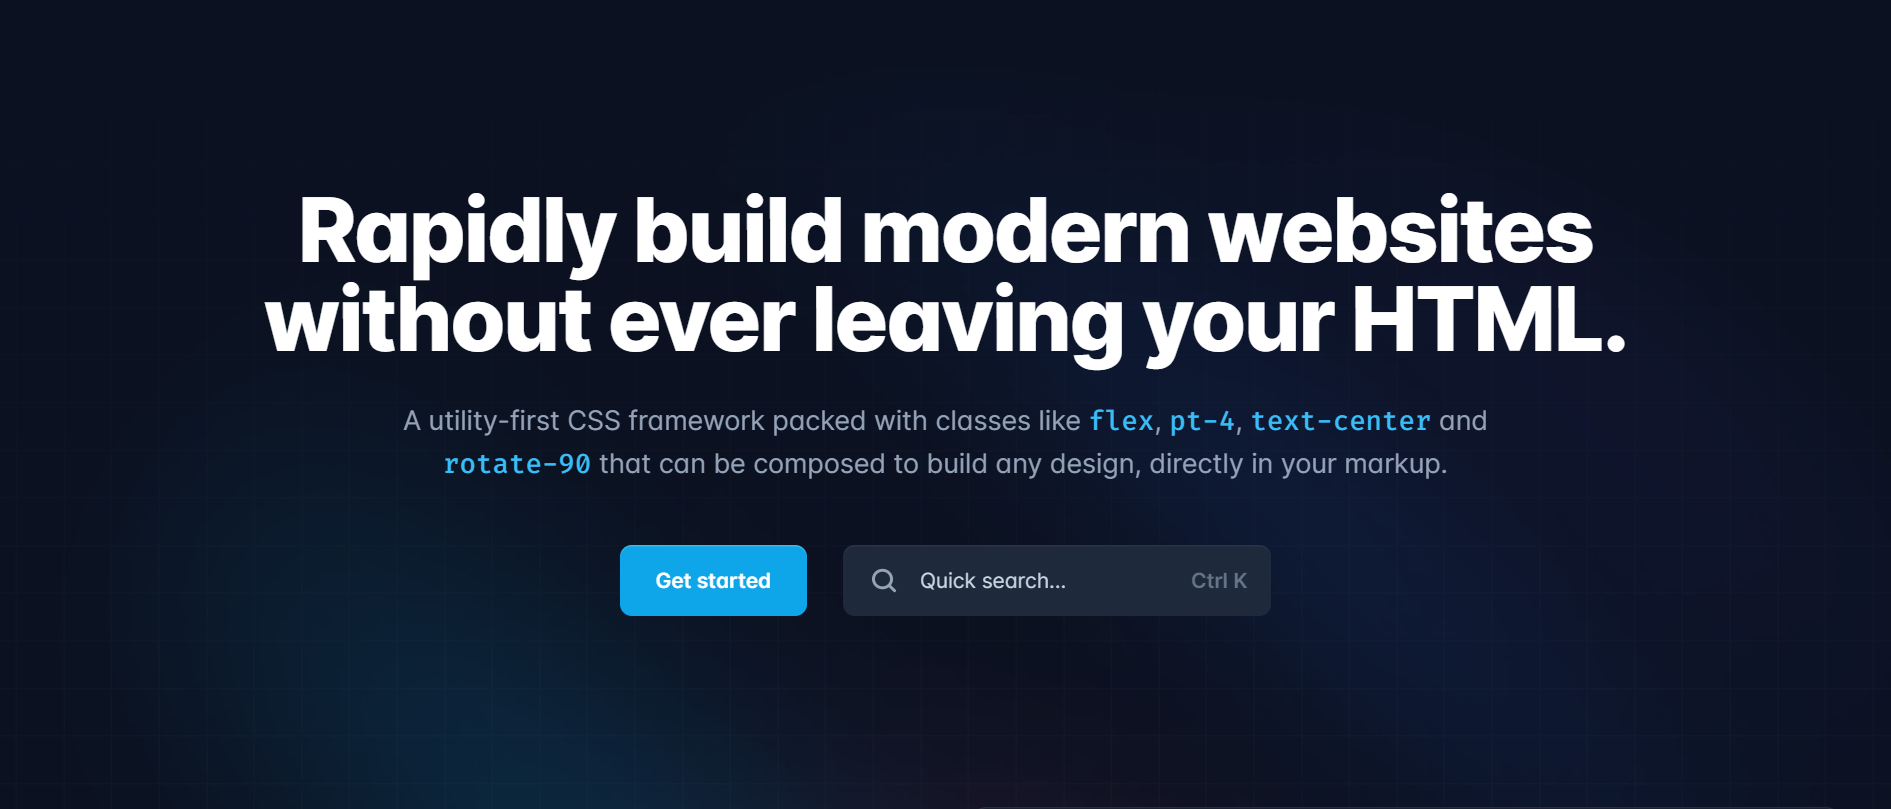 Rapidly build modern websites
without ever leaving your HTML.
A utility-first CSS framework packed with classes like flex, pt-4, text-center and
rotate-90 that can be composed to build any design, directly in your markup.
Get started
Quick search... Ctrl K